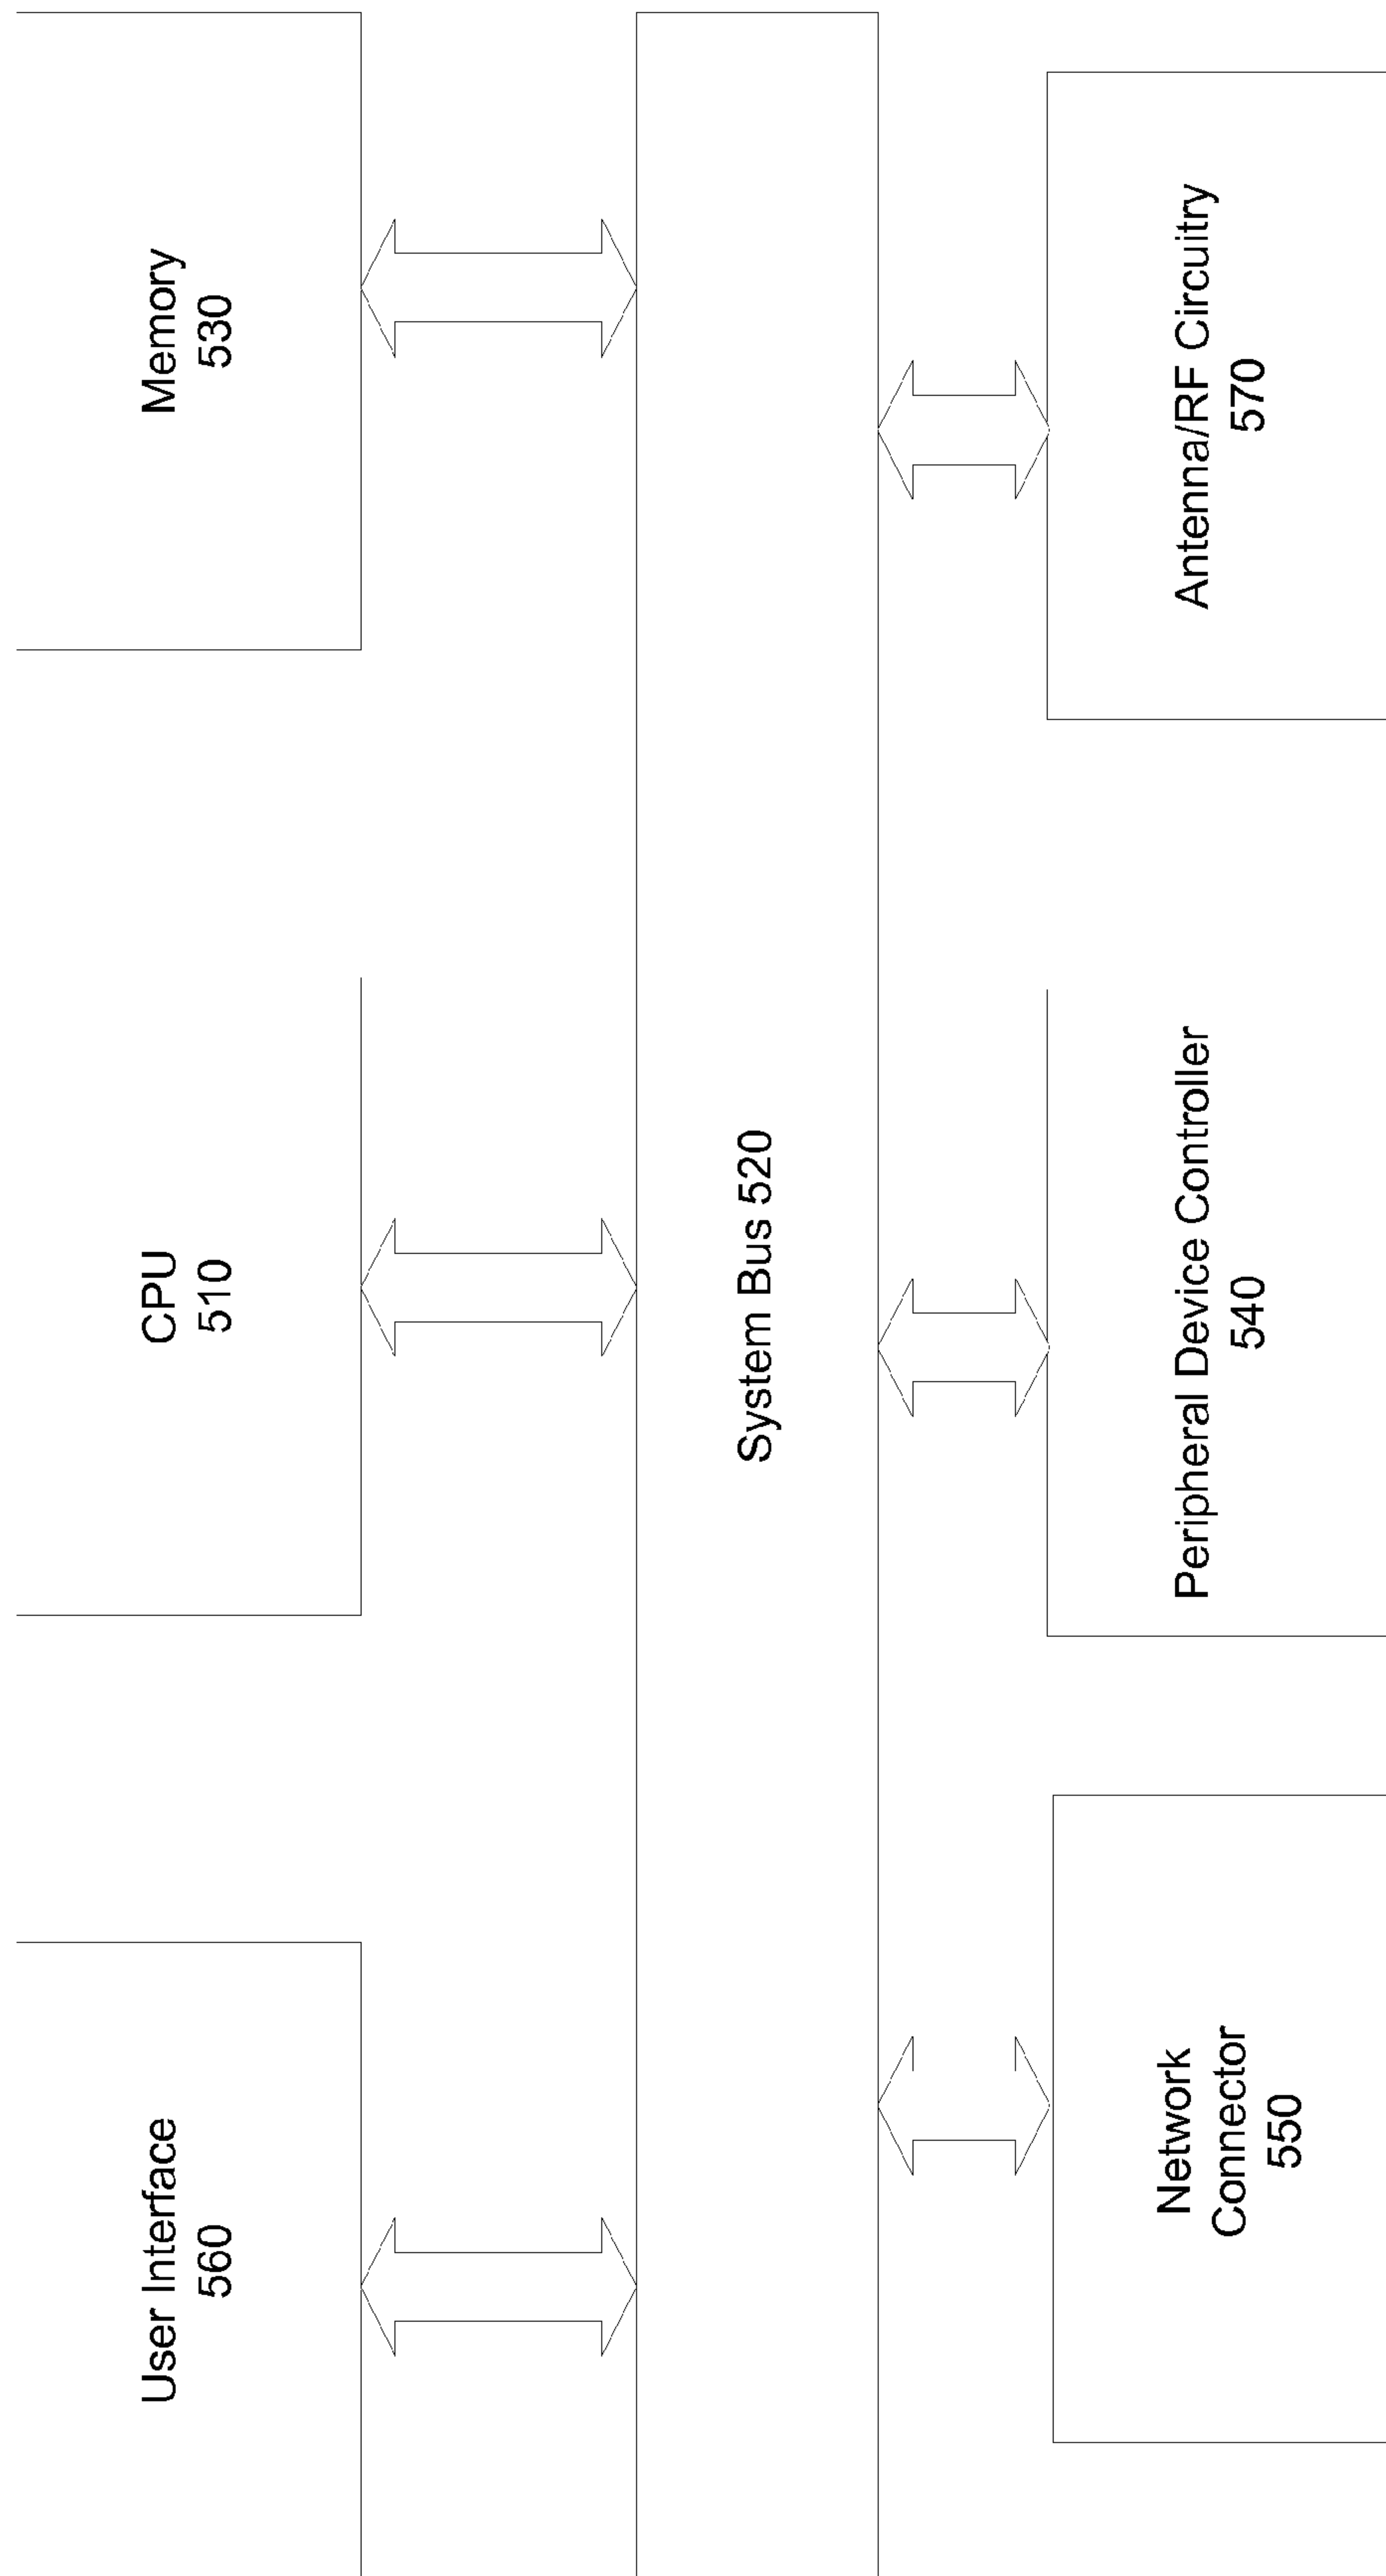 User Interface
560
CPU
510
Memory
530
System Bus 520
Network
Connector
550
Peripheral Device Controller
540
Antenna/RF Circuitry
570